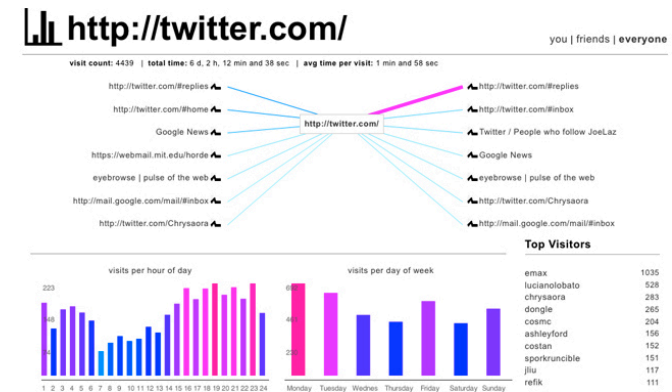 http://twitter.com/
you | friends | everyone
visit count: 4439 | total time: 6 d, 2 h, 12 min and 38 sec | avg time per visit: 1 min and 58 sec
http://twitter.com/#replies
http://twitter.com/#home
Google News
https://webmail.mit.edu/horde
eyebrowse | pulse of the web
http://mail.google.com/mail/#inbox
http://twitter.com/Chrysaora
http://twitter.com/
http://twitter.com/#replies
http://twitter.com/#inbox
Twitter / People who follow JoeLaz
Google News
eyebrowse | pulse of the web
http://twitter.com/Chrysaora
http://mail.google.com/mail/#inbox
visits per hour of day
223
1 2 3 4 5 6 7 8 9 10 11 12 13 14 15 16 17 18 19 20 21 22 23 24
visits per day of week
Monday Tuesday Wednes Thursday Friday Saturday Sunday
Top Visitors
emax 1035
lucianolobato 528
chrysaora 283
dongle 265
cosmc 204
ashleyford 156
costan 152
sporkruncible 151
jliu 117
refik 111